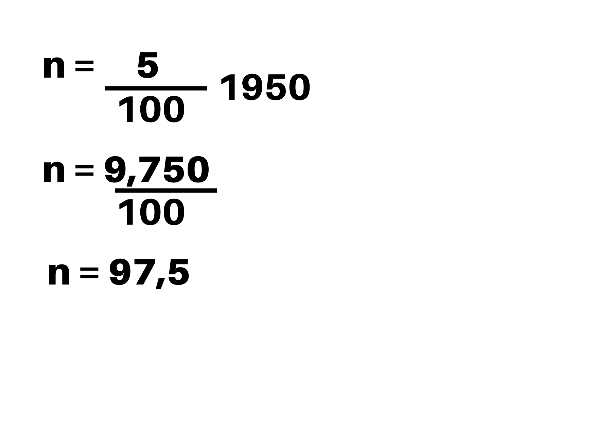 n = 5/100 1950
n = 9,750/100
n = 97,5